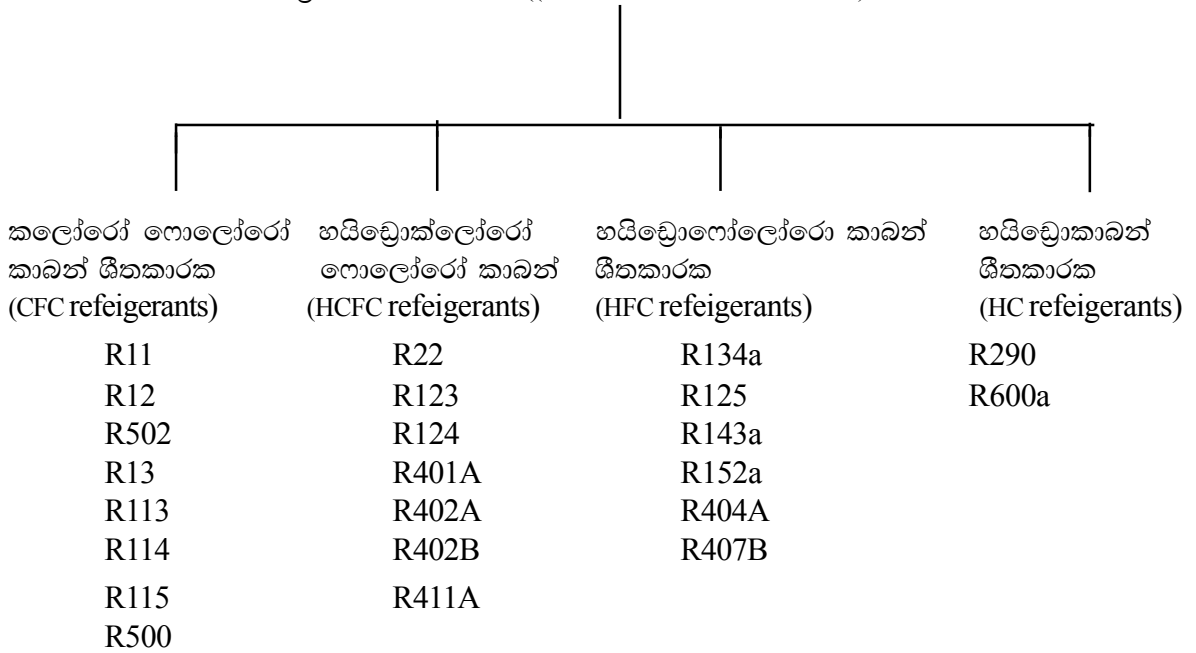 කලෝරෝ ෆොලෝරෝ
කාබන් ශීතකාරක
(CFC refeigerants)
R11
R12
R502
R13
R113
R114
R115
R500
හයිඩ්‍රොක්ලෝරෝ
ෆොලෝරෝ කාබන්
(HCFC refeigerants)
R22
R123
R124
R401A
R402A
R402B
R411A
හයිඩ්‍රොෆෝලෝරො කාබන්
ශීතකාරක
(HFC refeigerants)
R134a
R125
R143a
R152a
R404A
R407B
හයිඩ්‍රොකාබන්
ශීතකාරක
(HC refeigerants)
R290
R600a